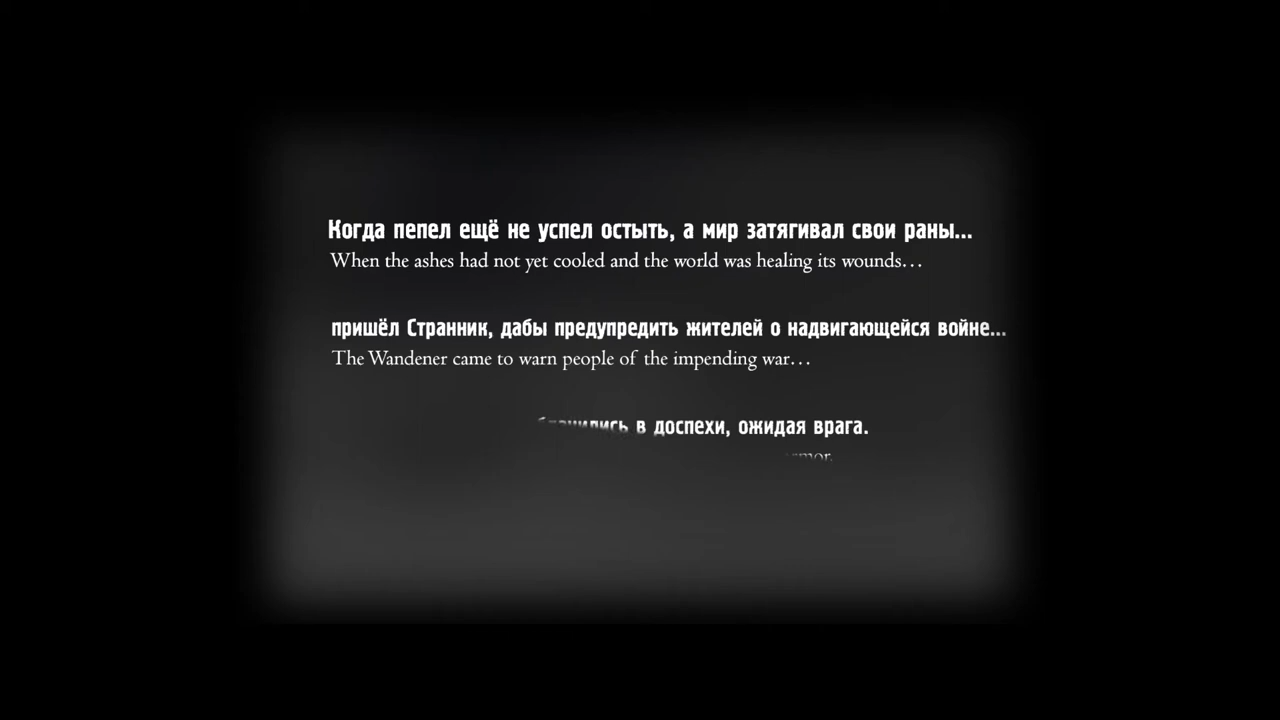 Когда пепел ещё не успел остыть, а мир затягивал свои раны...
When the ashes had not yet cooled and the world was healing its wounds...
пришёл Странник, дабы предупредить жителей о надвигающейся войне...
The Wandener came to warn people of the impending war...
в доспехи, ожидая врага.